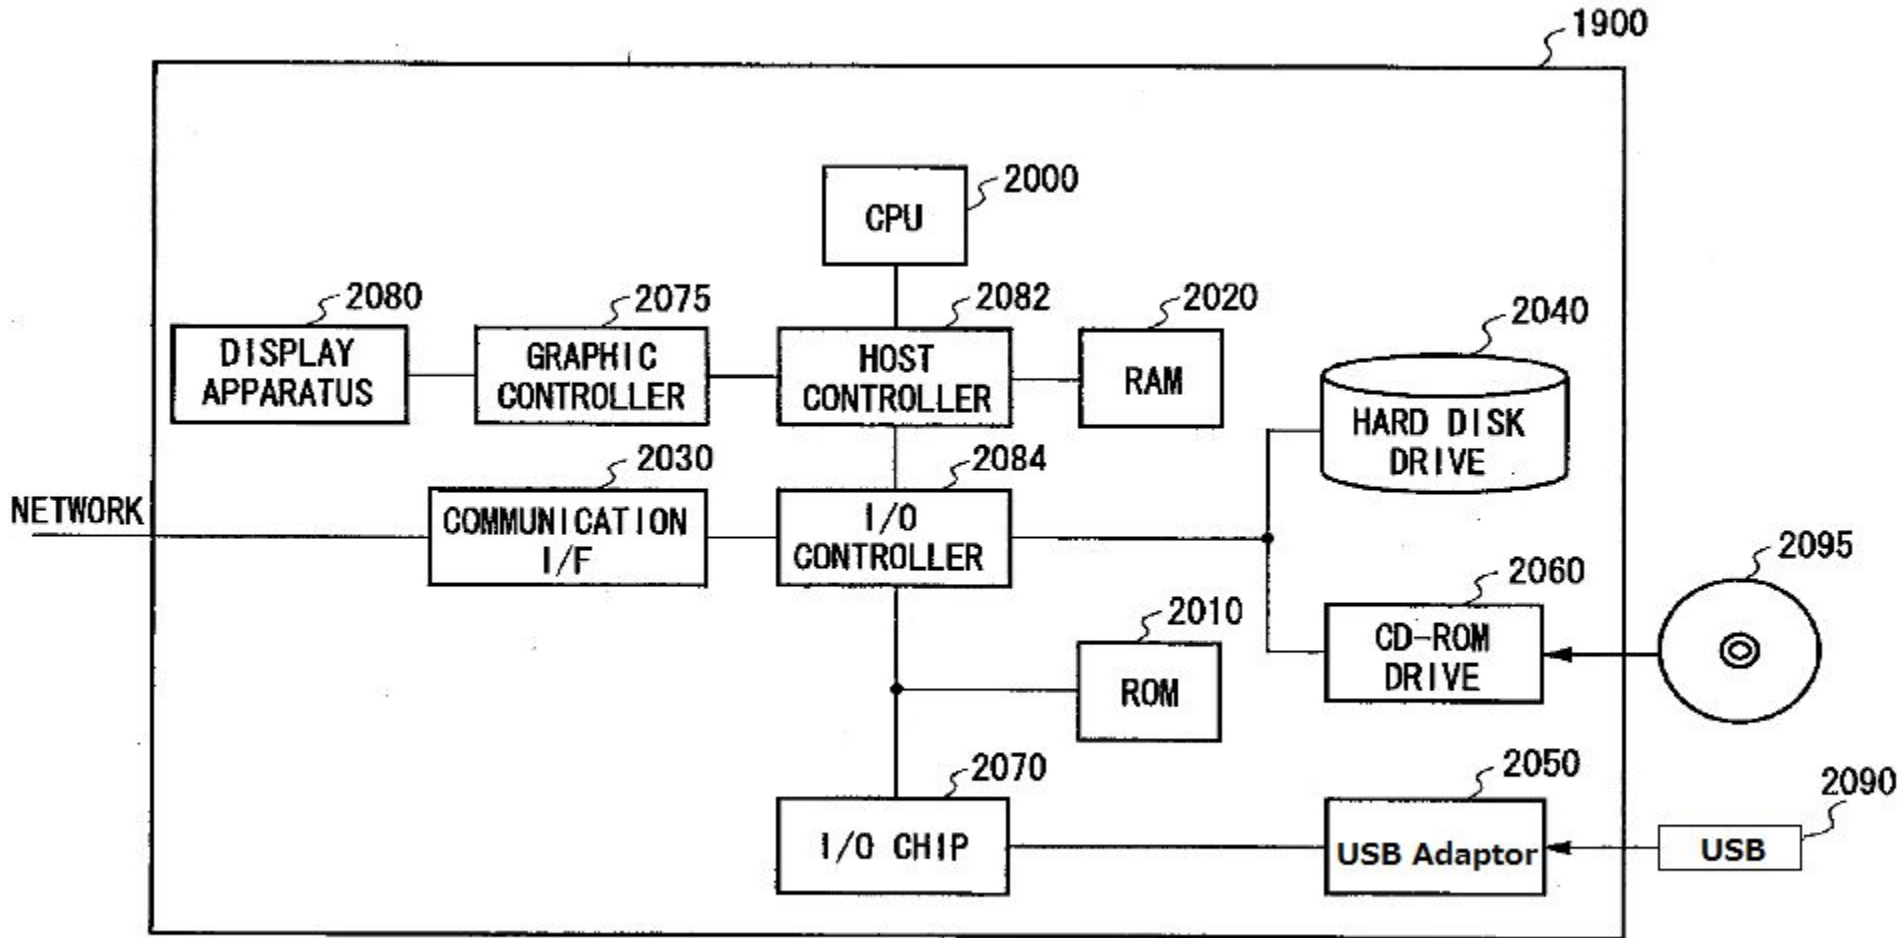 1900
2000
CPU
2080
2075
2082
2020
2040
DISPLAY
APPARATUS
GRAPHIC
CONTROLLER
HOST
CONTROLLER
RAM
HARD DISK
DRIVE
2030
2084
NETWORK
COMMUNICATION
I/F
I/O
CONTROLLER
2095
2060
CD-ROM
DRIVE
2010
ROM
2070
I/O CHIP
2050
USB Adaptor
2090
USB